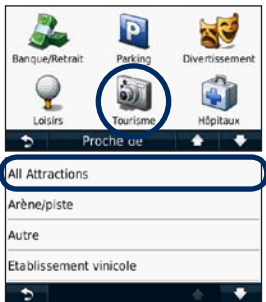 Banque/Retrait Parking Divertissement
Loisirs Tourisme Hôpitaux
Proche de
All Attractions
Arène/piste
Autre
Etablissement vinicole